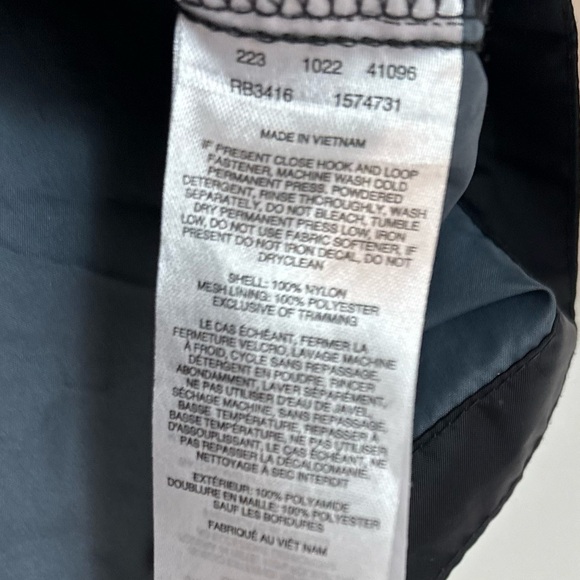 223 1022 41096
RB3416 1574731
MADE IN VIETNAM
IF PRESENT CLOSE HOOK AND LOOP
FASTENER, MACHINE WASH COLD
PERMANENT PRESS, POWDERED
DETERGENT, RINSE THOROUGHLY, WASH
SEPARATELY, DO NOT BLEACH, TUMBLE
DRY PERMANENT PRESS LOW, IRON
LOW, DO NOT USE FABRIC SOFTENER, IF
PRESENT DO NOT IRON DECAL, DO NOT
DRYCLEAN
SHELL: 100% NYLON
MESH LINING: 100% POLYESTER
EXCLUSIVE OF TRIMMING
LE CAS ÉCHÉANT, FERMER LA
FERMETURE VELCRO, LAVAGE MACHINE
À FROID, CYCLE SANS REPASSAGE,
DÉTERGENT EN POUDRE, RINCER
ABONDAMMENT, LAVER SÉPARÉMENT,
NE PAS UTILISER D'EAU DE JAVEL,
SÉCHAGE MACHINE, SANS REPASSAGE,
BASSE TEMPÉRATURE, REPASSER À
BASSE TEMPÉRATURE, NE PAS UTILISER
D'ASSOUPLISSANT, LE CAS ÉCHÉANT NE
PAS REPASSER LA DÉCALCOMANIE,
NETTOYAGE À SEC INTERDIT
EXTÉRIEUR: 100% POLYAMIDE
DOUBLURE EN MAILLE: 100% POLYESTER
SAUF LES BORDURES
FABRIQUÉ AU VIÊT NAM